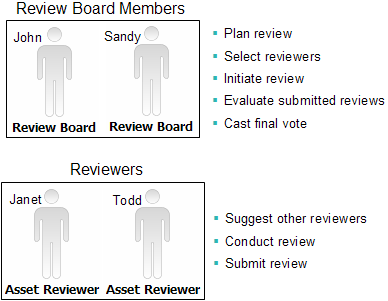 Review Board Members
John
Sandy
Review Board
Review Board
Plan review
Select reviewers
Initiate review
Evaluate submitted reviews
Cast final vote
Reviewers
Janet
Todd
Asset Reviewer
Asset Reviewer
Suggest other reviewers
Conduct review
Submit review